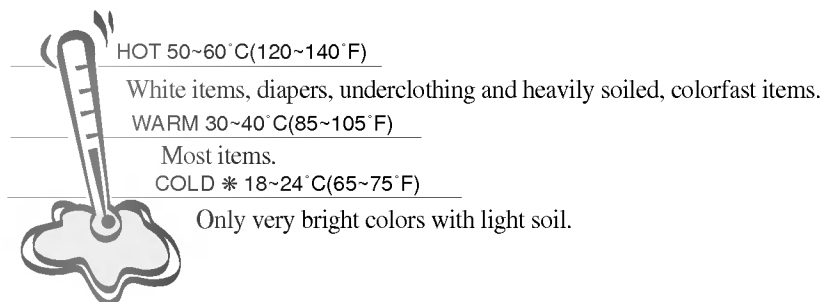 HOT 50~60˚C(120~140˚F)
White items, diapers, underclothing and heavily soiled, colorfast items.
WARM 30~40˚C(85~105˚F)
Most items.
COLD ❋ 18~24˚C(65~75˚F)
Only very bright colors with light soil.